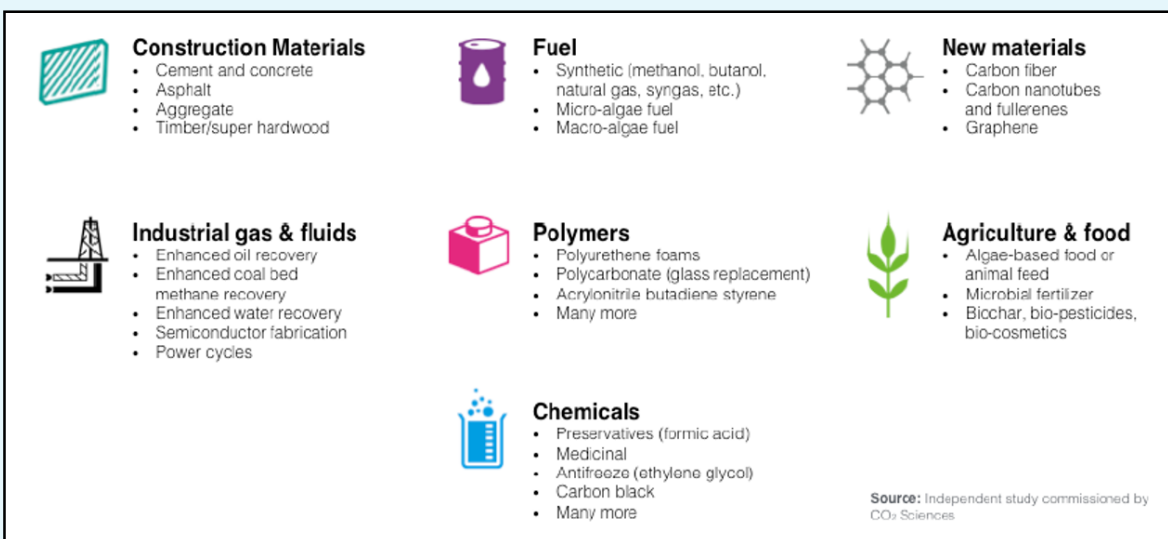 Construction Materials
• Cement and concrete
• Asphalt
• Aggregate
• Timber/super hardwood
Fuel
• Synthetic (methanol, butanol,
natural gas, syngas, etc.)
• Micro-algae fuel
• Macro-algae fuel
New materials
• Carbon fiber
• Carbon nanotubes
and fullerenes
• Graphene
Industrial gas & fluids
• Enhanced oil recovery
• Enhanced coal bed
methane recovery
• Enhanced water recovery
• Semiconductor fabrication
• Power cycles
Polymers
• Polyurethene foams
• Polycarbonate (glass replacement)
• Acrylonitrile butadiene styrene
• Many more
Agriculture & food
• Algae-based food or
animal feed
• Microbial fertilizer
• Biochar, bio-pesticides,
bio-cosmetics
Chemicals
• Preservatives (formic acid)
• Medicinal
• Antifreeze (ethylene glycol)
• Carbon black
• Many more
Source: Independent study commissioned by
CO₂ Sciences